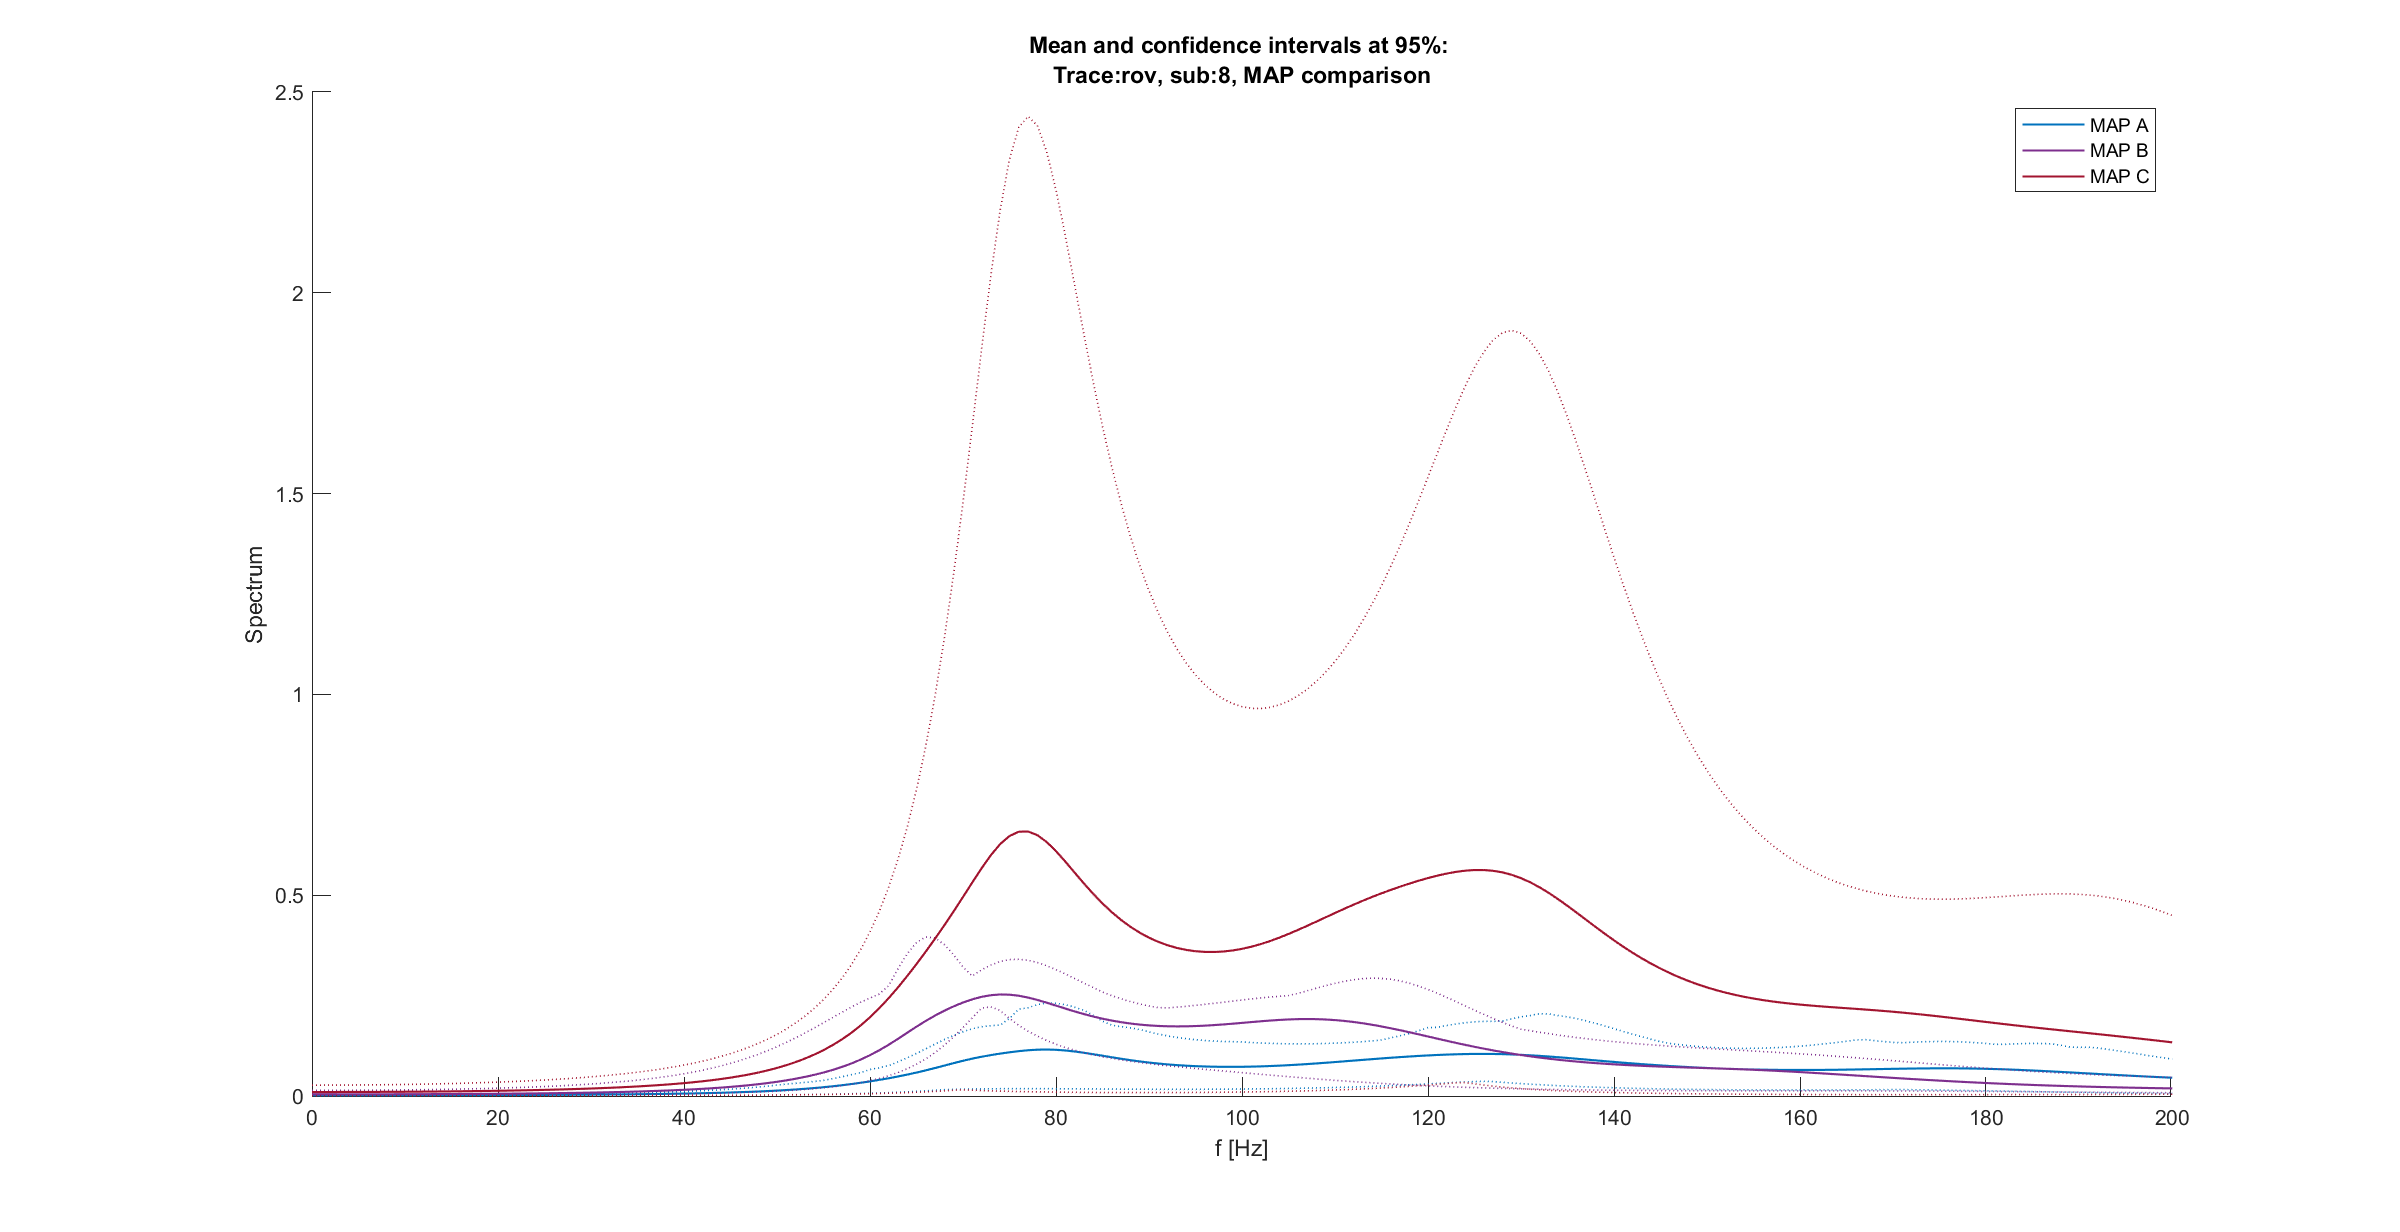 Mean and confidence intervals at 95%:
Trace:rov, sub:8, MAP comparison
2.5
2
1.5
1
0.5
0
Spectrum
MAP A
MAP B
MAP C
0 20 40 60 80 100 120 140 160 180 200
f [Hz]